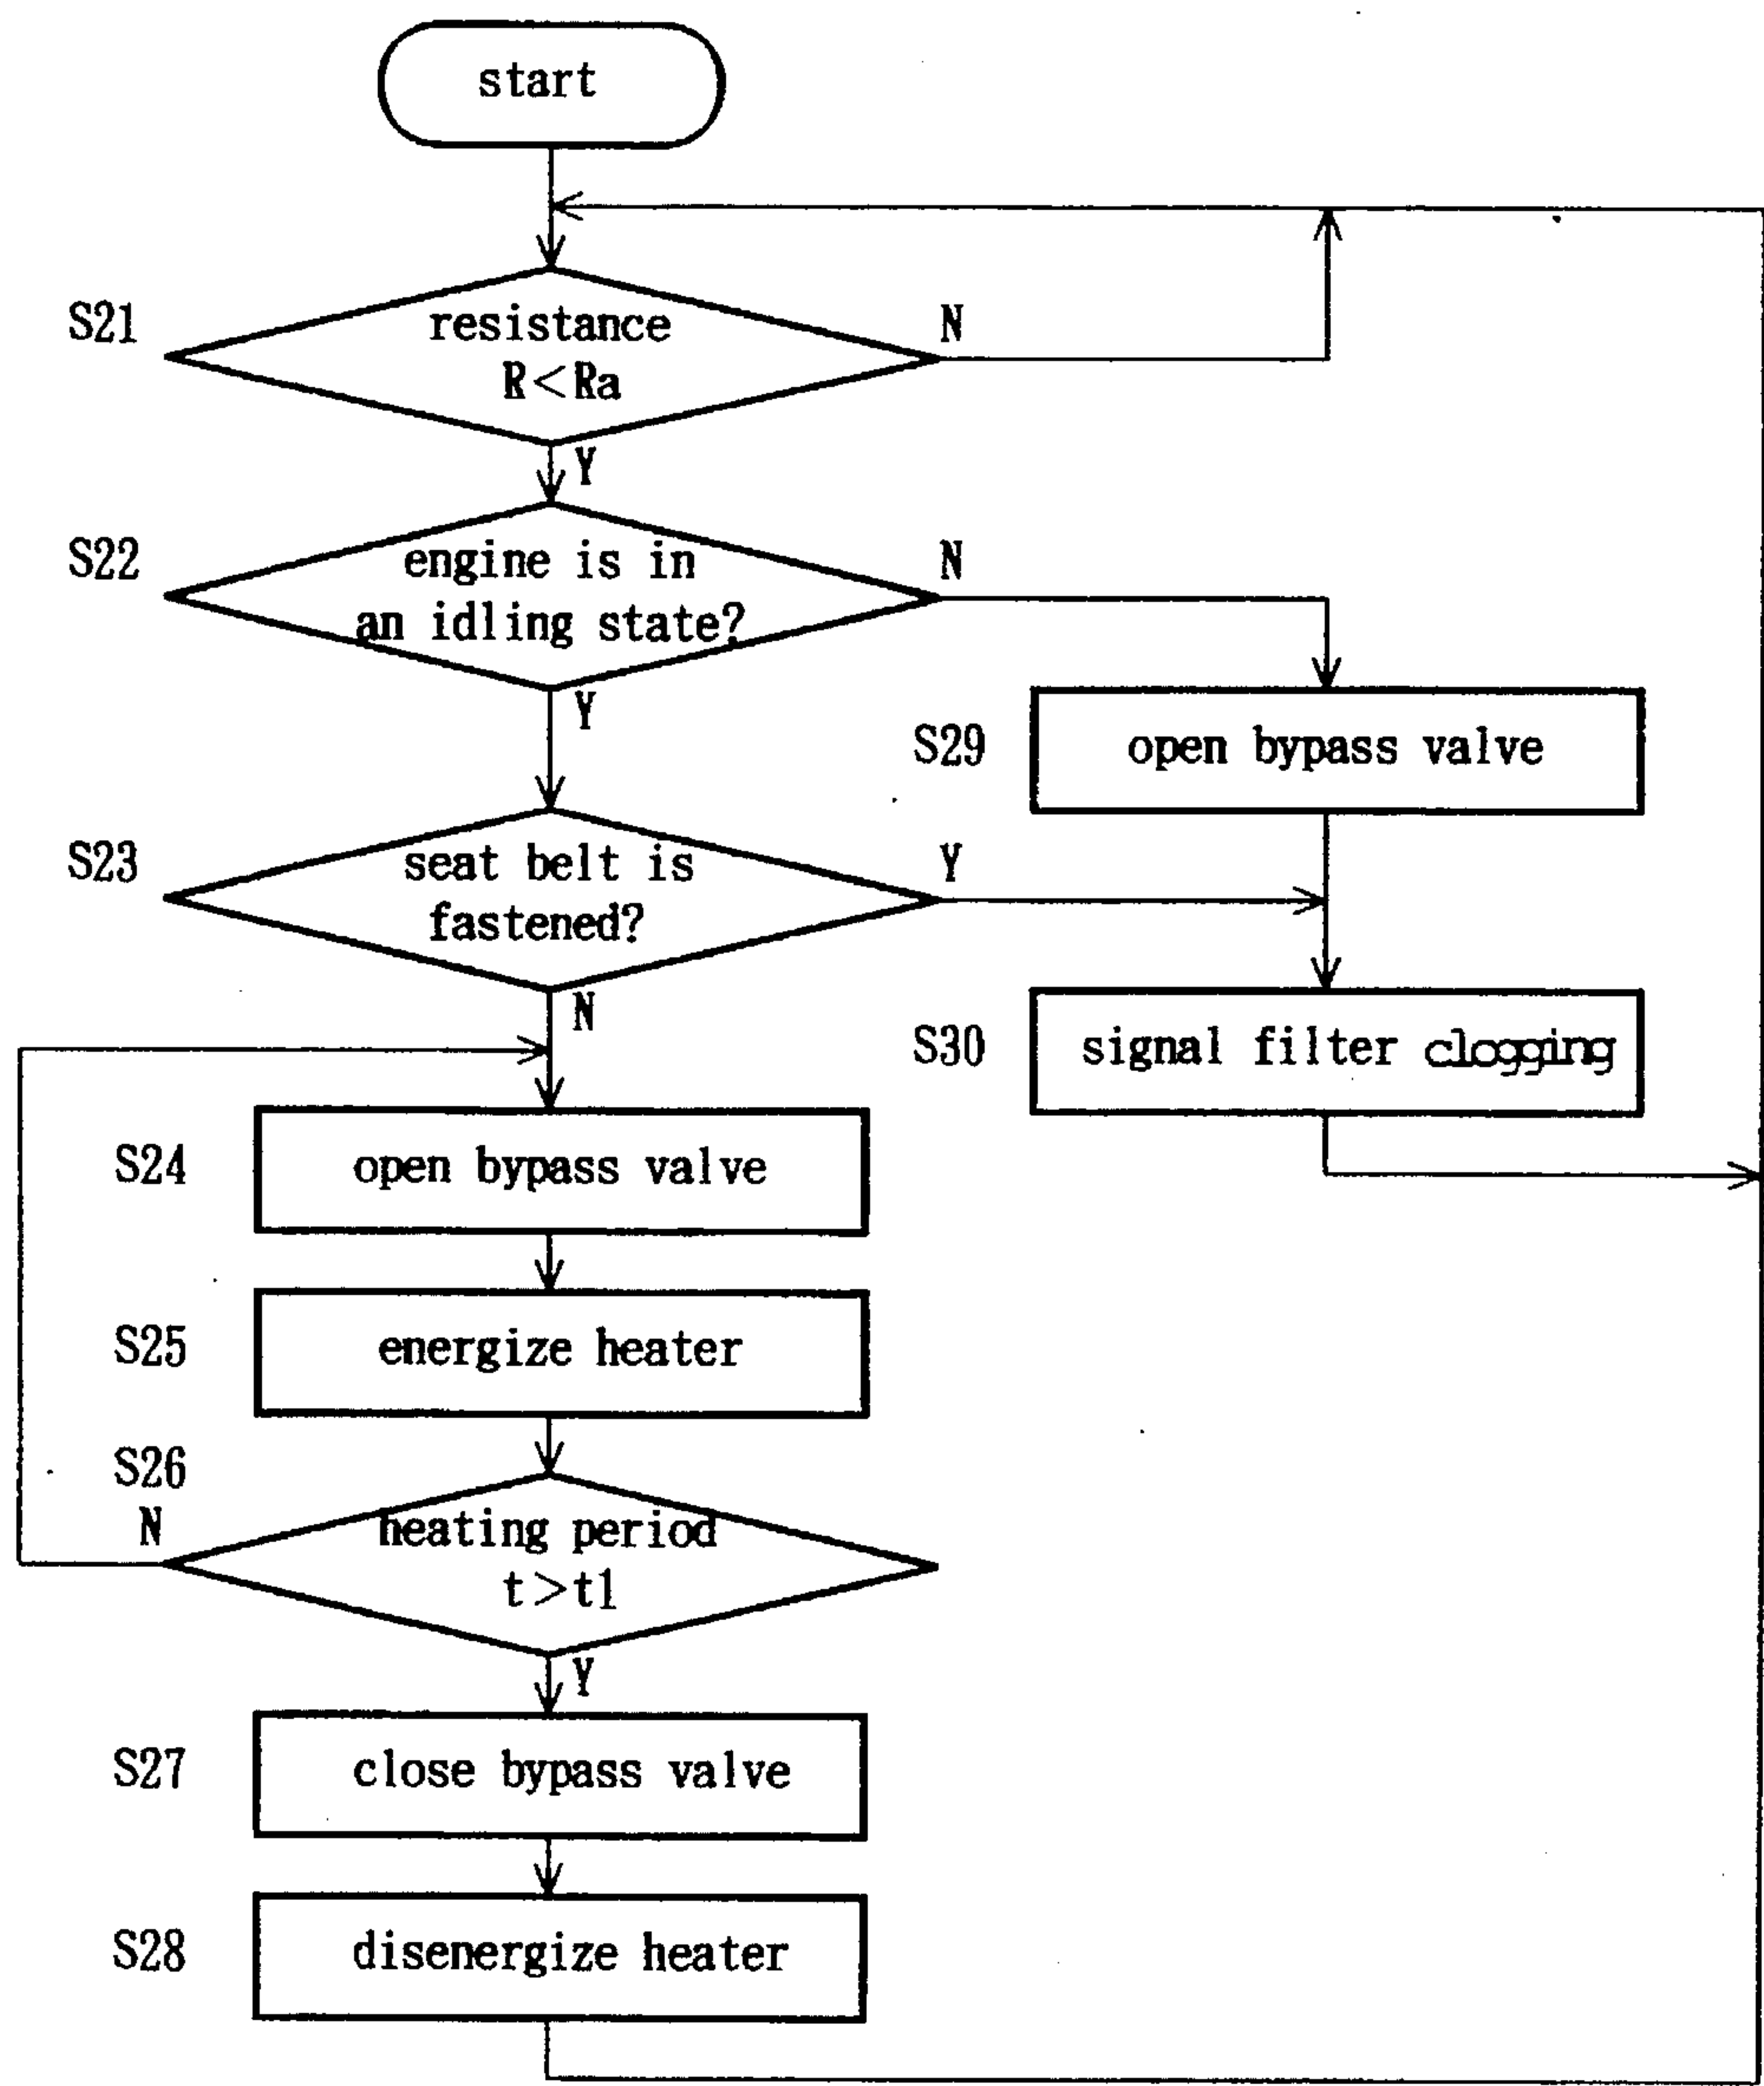 start
S21
resistance
R<Ra
N
Y
S22
engine is in
an idling state?
N
Y
S29
open bypass valve
S23
seat belt is
fastened?
Y
N
S30
signal filter clogging
S24
open bypass valve
S25
energize heater
S26
N
heating period
t>t1
Y
S27
close bypass valve
S28
disenergize heater